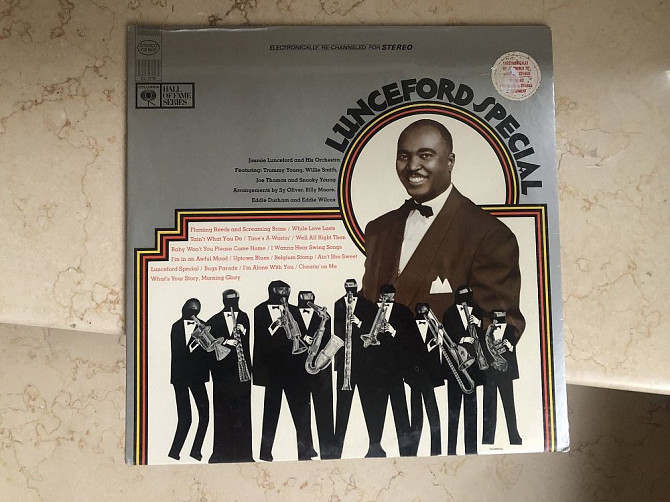 ELECTRONICALLY RE-CHANNELED FOR STEREO
COLUMBIA
HALL OF FAME SERIES
LUNCEFORD SPECIAL
Jimmie Lunceford and His Orchestra
Featuring: Trummy Young, Willie Smith,
Joe Thomas and Snooky Young.
Arrangements by Sy Oliver, Billy Moore,
Eddie Durham and Eddie Wilcox
Flaming Reeds and Screaming Brass / While Love Lasts
Tain't What You Do / Time's A-Wastin' / Well All Right Then
Baby Won't You Please Come Home / I Wanna Hear Swing Songs
I'm in an Awful Mood / Uptown Blues / Belgium Stomp / Ain't She Sweet
Lunceford Special / Bugs Parade / I'm Alone With You / Cheatin' on Me
What's Your Story, Morning Glory